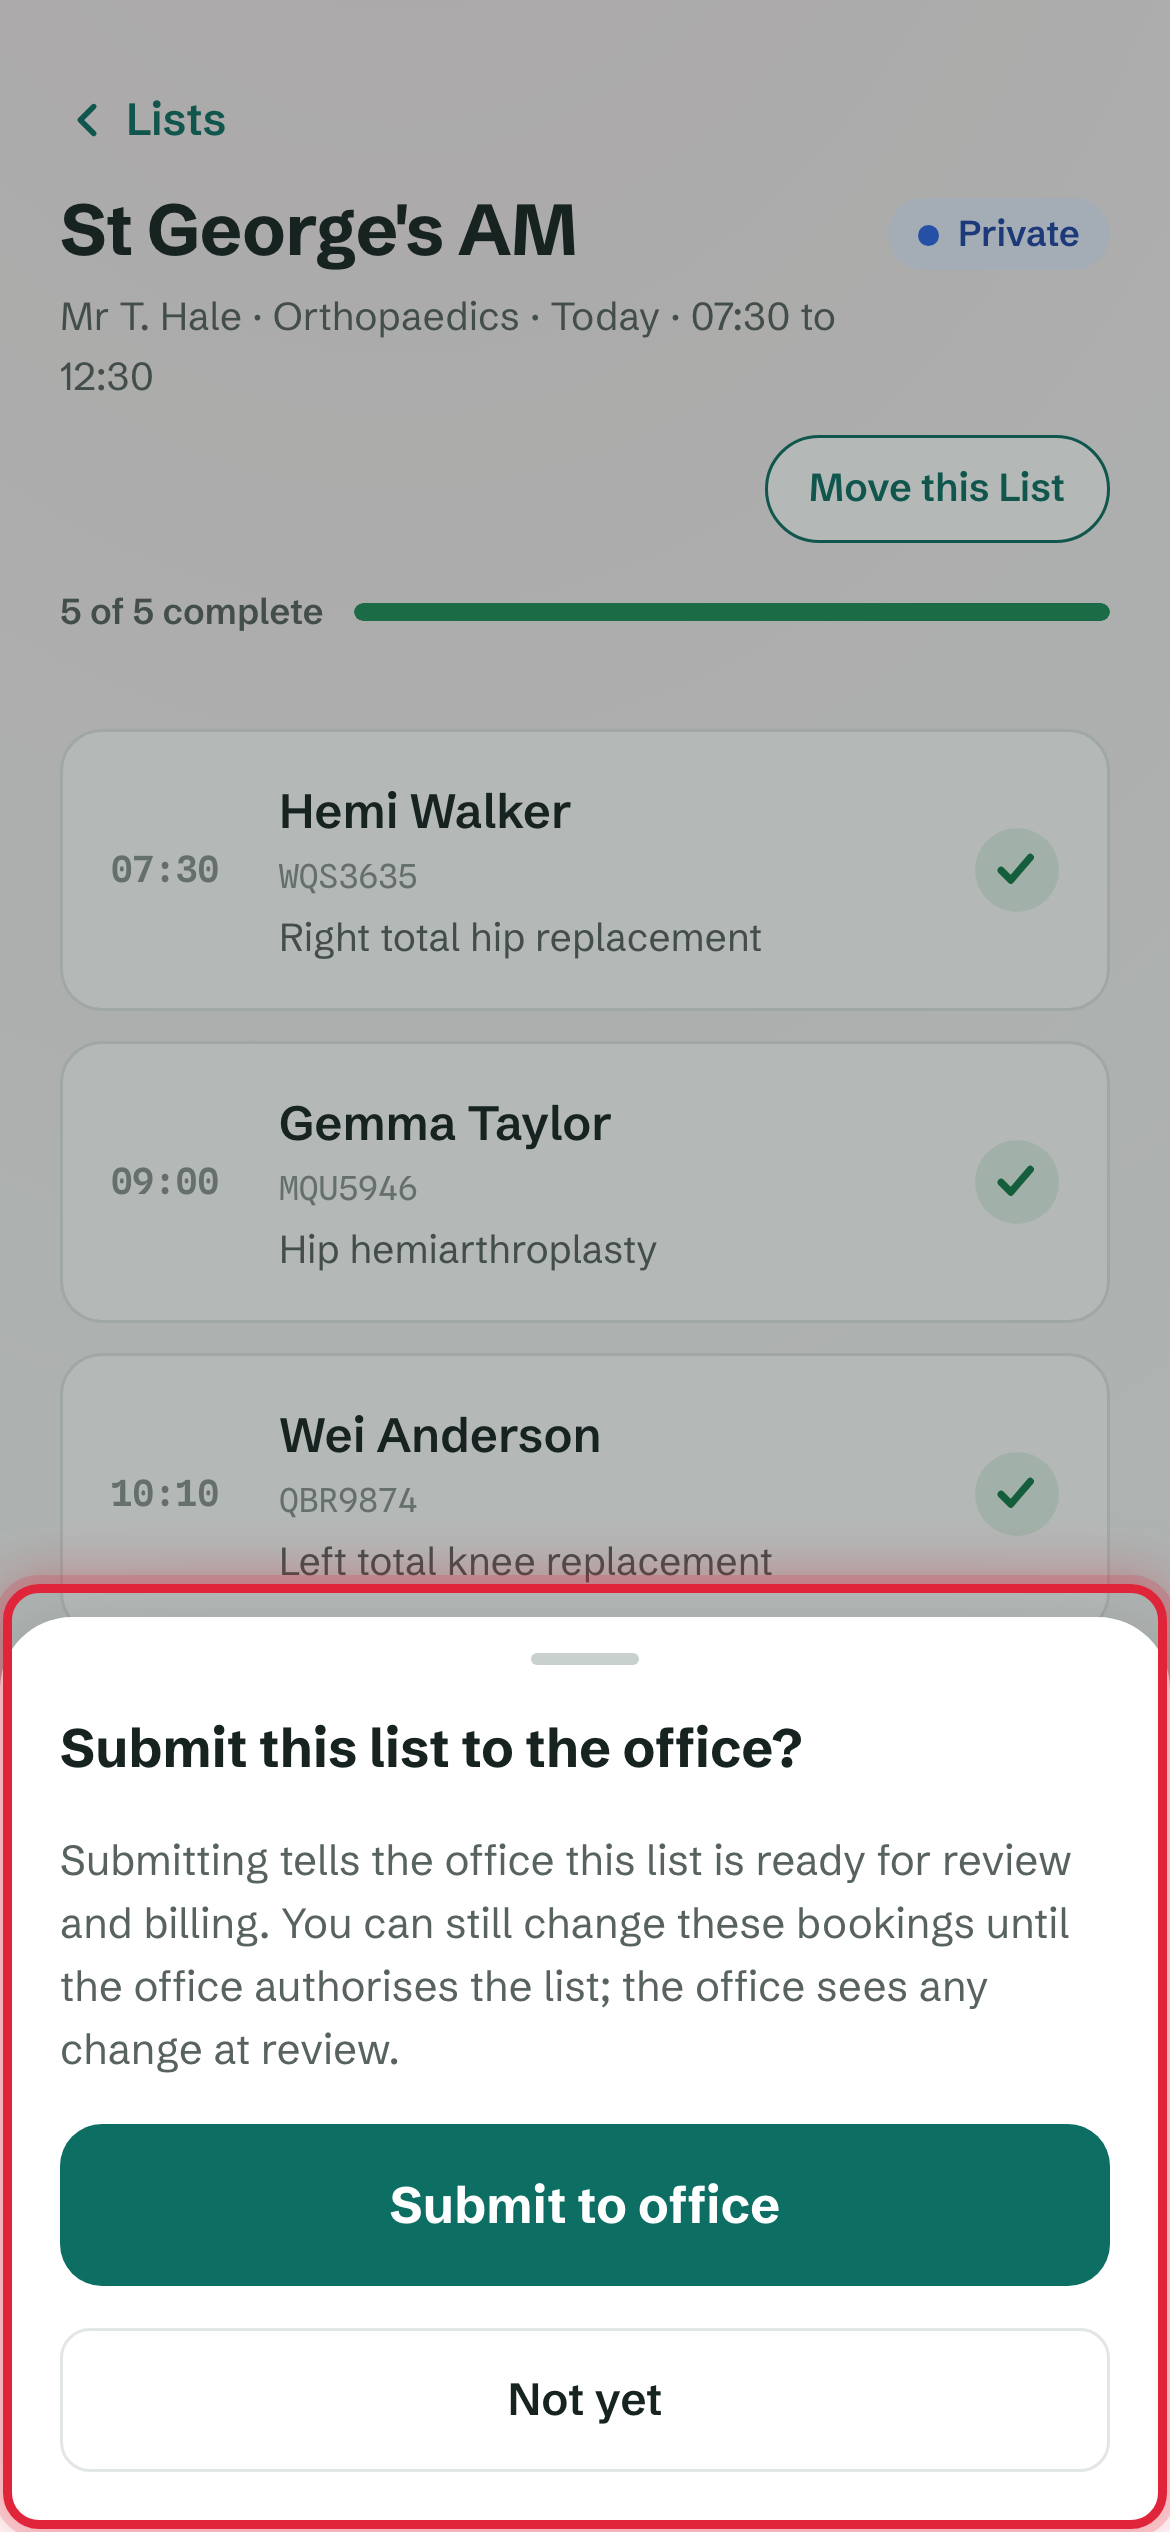 Lists
St George's AM
Private
Mr T. Hale · Orthopaedics · Today · 07:30 to
12:30
Move this List
5 of 5 complete
Hemi Walker
07:30
WQS3635
Right total hip replacement
Gemma Taylor
09:00
MQU5946
Hip hemiarthroplasty
Wei Anderson
10:10
QBR9874
Left total knee replacement
Submit this list to the office?
Submitting tells the office this list is ready for review
and billing. You can still change these bookings until
the office authorises the list; the office sees any
change at review.
Submit to office
Not yet